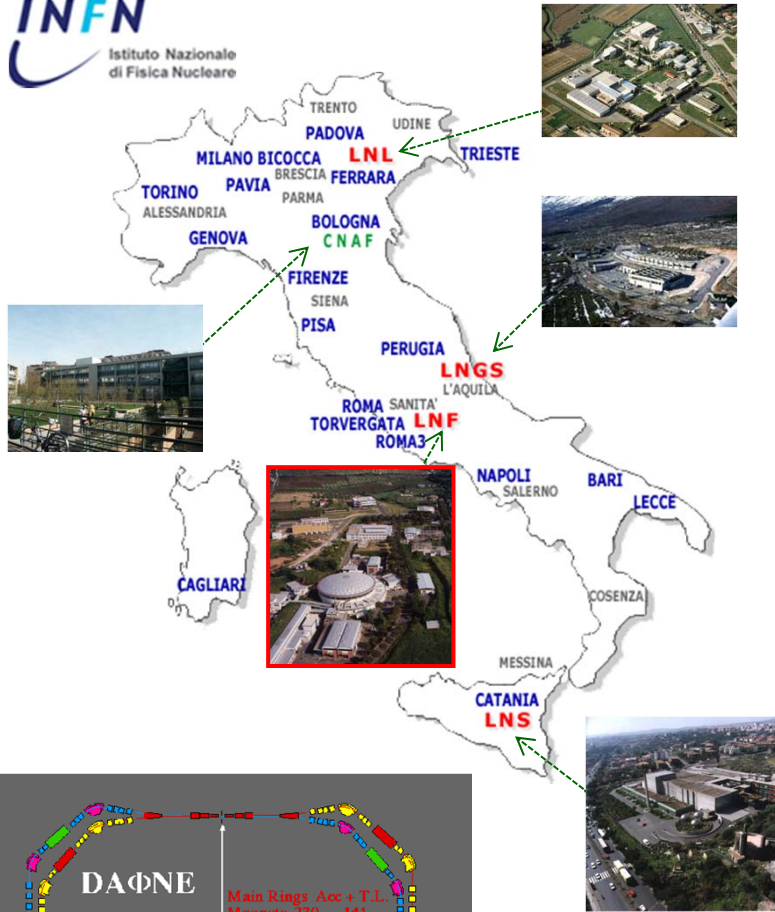 INFN
Istituto Nazionale
di Fisica Nucleare
TRENTO
PADOVA
UDINE
MILANO BICOCCA
LNL
TRIESTE
BRESCIA
FERRARA
TORINO
PAVIA
PARMA
ALESSANDRIA
BOLOGNA
GENOVA
CNAF
FIRENZE
SIENA
PISA
PERUGIA
LNGS
L'AQUILA
ROMA
SANITA'
TORVERGATA
LNF
ROMA3
NAPOLI
SALERNO
BARI
LECCE
CAGLIARI
COSENZA
MESSINA
CATANIA
LNS
DAΦNE
Main Rings Acc + T.L.